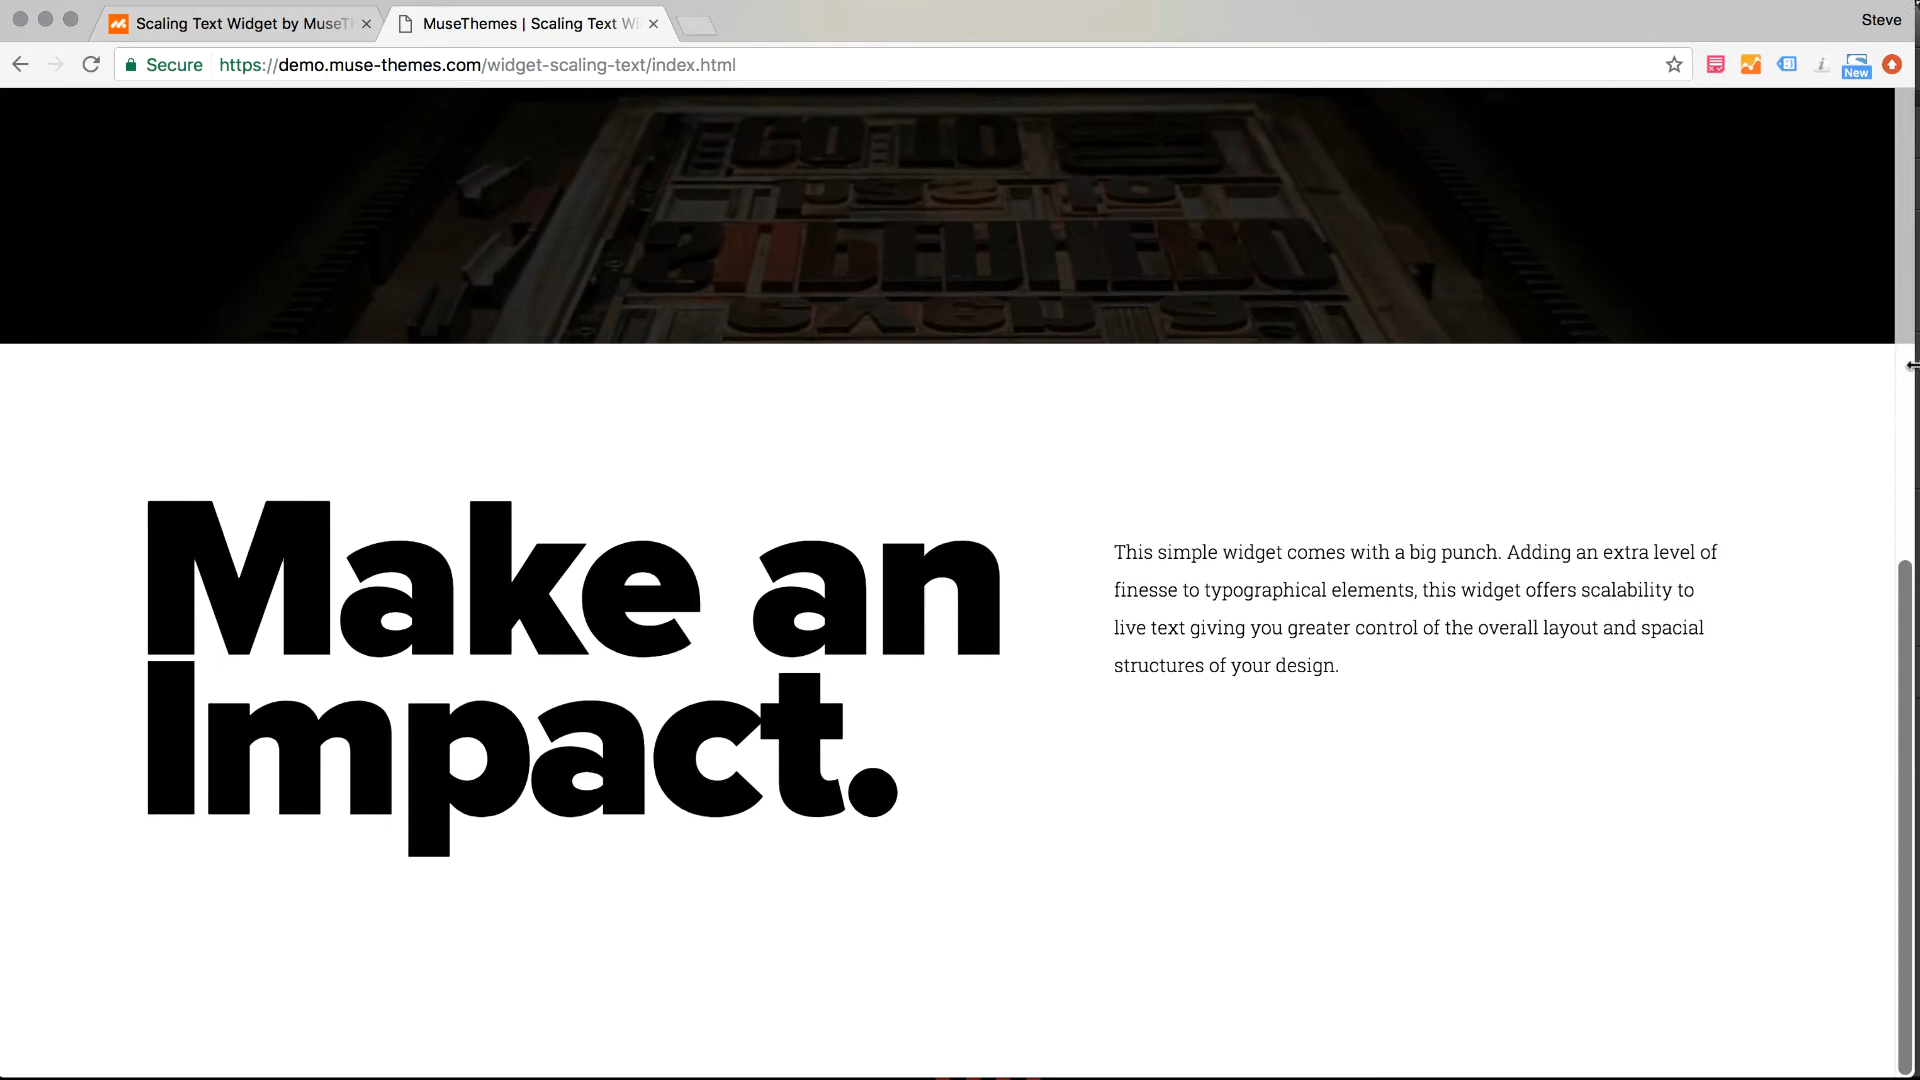 Scaling Text Widget by MuseT
MuseThemes | Scaling Text Wi
Steve
Secure
https://demo.muse-themes.com/widget-scaling-text/index.html
New
Make an
Impact.
This simple widget comes with a big punch. Adding an extra level of
finesse to typographical elements, this widget offers scalability to
live text giving you greater control of the overall layout and spacial
structures of your design.